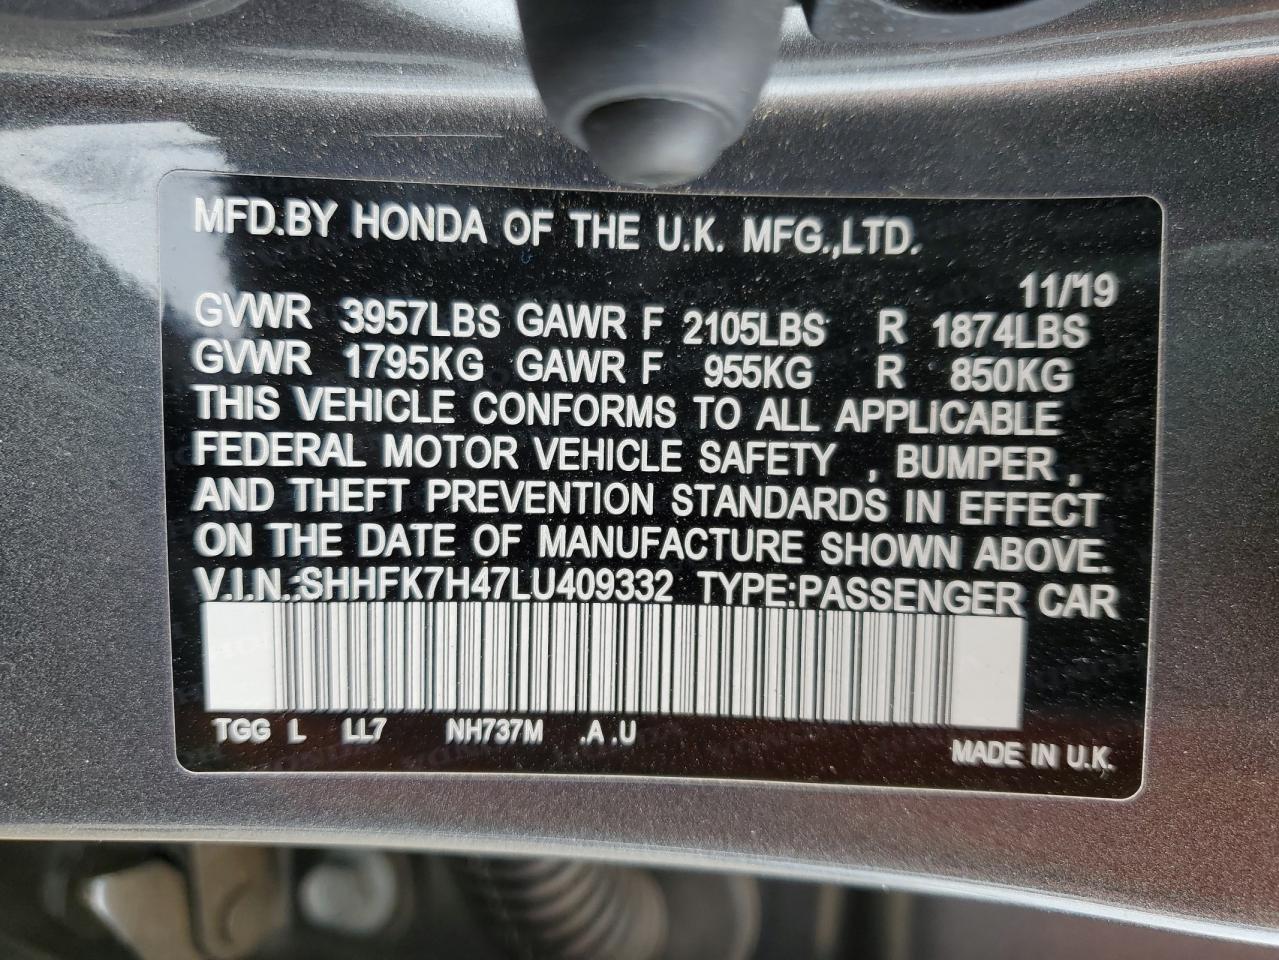 MFD.BY HONDA OF THE U.K. MFG.,LTD.
11/'19
GVWR 3957LBS GAWR F 2105LBS R 1874LBS
GVWR 1795KG GAWR F 955KG R 850KG
THIS VEHICLE CONFORMS TO ALL APPLICABLE
FEDERAL MOTOR VEHICLE SAFETY , BUMPER ,
AND THEFT PREVENTION STANDARDS IN EFFECT
ON THE DATE OF MANUFACTURE SHOWN ABOVE.
V.I.N.:SHHFK7H47LU409332 TYPE:PASSENGER CAR
TGG L LL7 NH737M .A .U
MADE IN U.K.